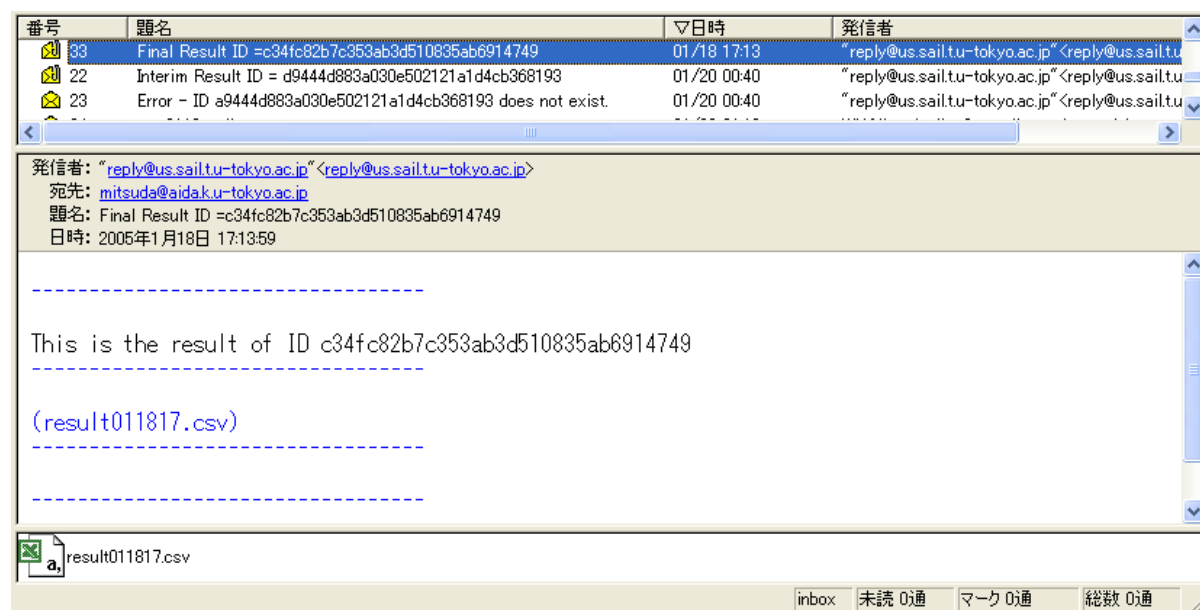 番号 題名 ▽日時 発信者
33 Final Result ID =c34fc82b7c353ab3d510835ab6914749 01/18 17:13 "reply@us.sail.t.u-tokyo.ac.jp"<reply@us.sail.t.u
22 Interim Result ID = d9444d883a030e502121a1d4cb368193 01/20 00:40 "reply@us.sail.t.u-tokyo.ac.jp"<reply@us.sail.t.u
23 Error - ID a9444d883a030e502121a1d4cb368193 does not exist. 01/20 00:40 "reply@us.sail.t.u-tokyo.ac.jp"<reply@us.sail.t.u
発信者: "reply@us.sail.t.u-tokyo.ac.jp"<reply@us.sail.t.u-tokyo.ac.jp>
宛先: mitsuda@aida.k.u-tokyo.ac.jp
題名: Final Result ID =c34fc82b7c353ab3d510835ab6914749
日時: 2005年1月18日 17:13:59
----------------------------------
This is the result of ID c34fc82b7c353ab3d510835ab6914749
----------------------------------
(result011817.csv)
----------------------------------
----------------------------------
a,
result011817.csv
inbox 未読 0通 マーク 0通 総数 0通